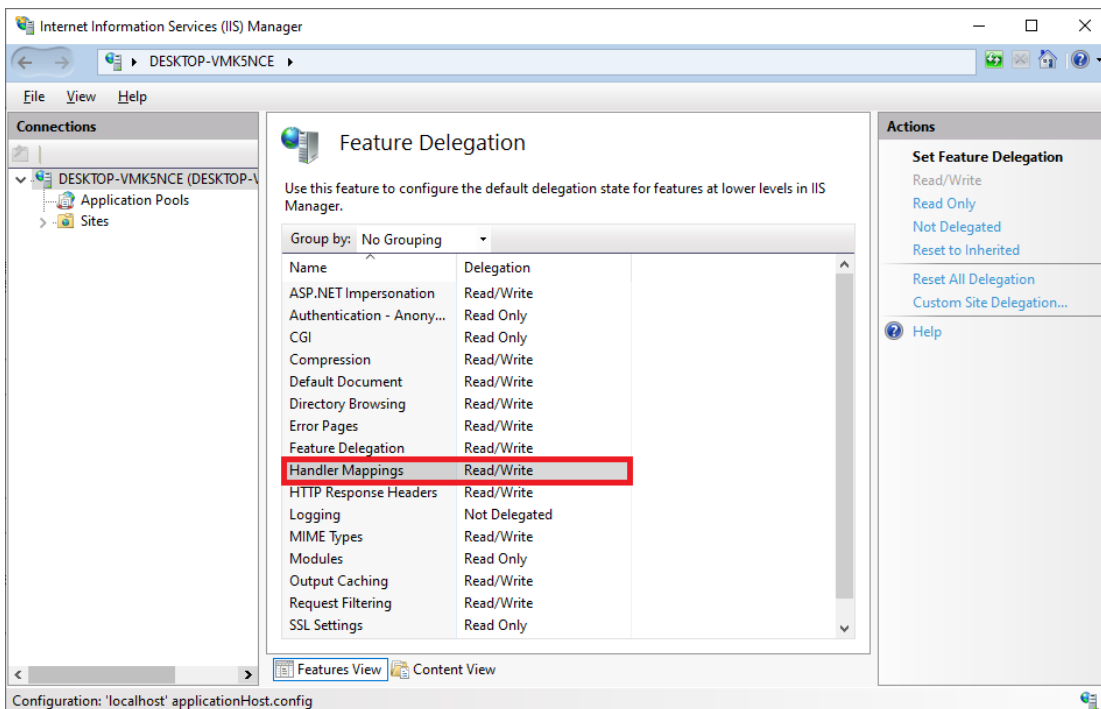 Internet Information Services (IIS) Manager
DESKTOP-VMK5NCE
File View Help
Connections
DESKTOP-VMK5NCE (DESKTOP-V
Application Pools
Sites
Feature Delegation
Use this feature to configure the default delegation state for features at lower levels in IIS
Manager.
Group by: No Grouping
Name Delegation
ASP.NET Impersonation Read/Write
Authentication - Anony... Read Only
CGI Read Only
Compression Read/Write
Default Document Read/Write
Directory Browsing Read/Write
Error Pages Read/Write
Feature Delegation Read/Write
Handler Mappings Read/Write
HTTP Response Headers Read/Write
Logging Not Delegated
MIME Types Read/Write
Modules Read Only
Output Caching Read/Write
Request Filtering Read/Write
SSL Settings Read Only
Features View Content View
Actions
Set Feature Delegation
Read/Write
Read Only
Not Delegated
Reset to Inherited
Reset All Delegation
Custom Site Delegation...
Help
Configuration: 'localhost' applicationHost.config